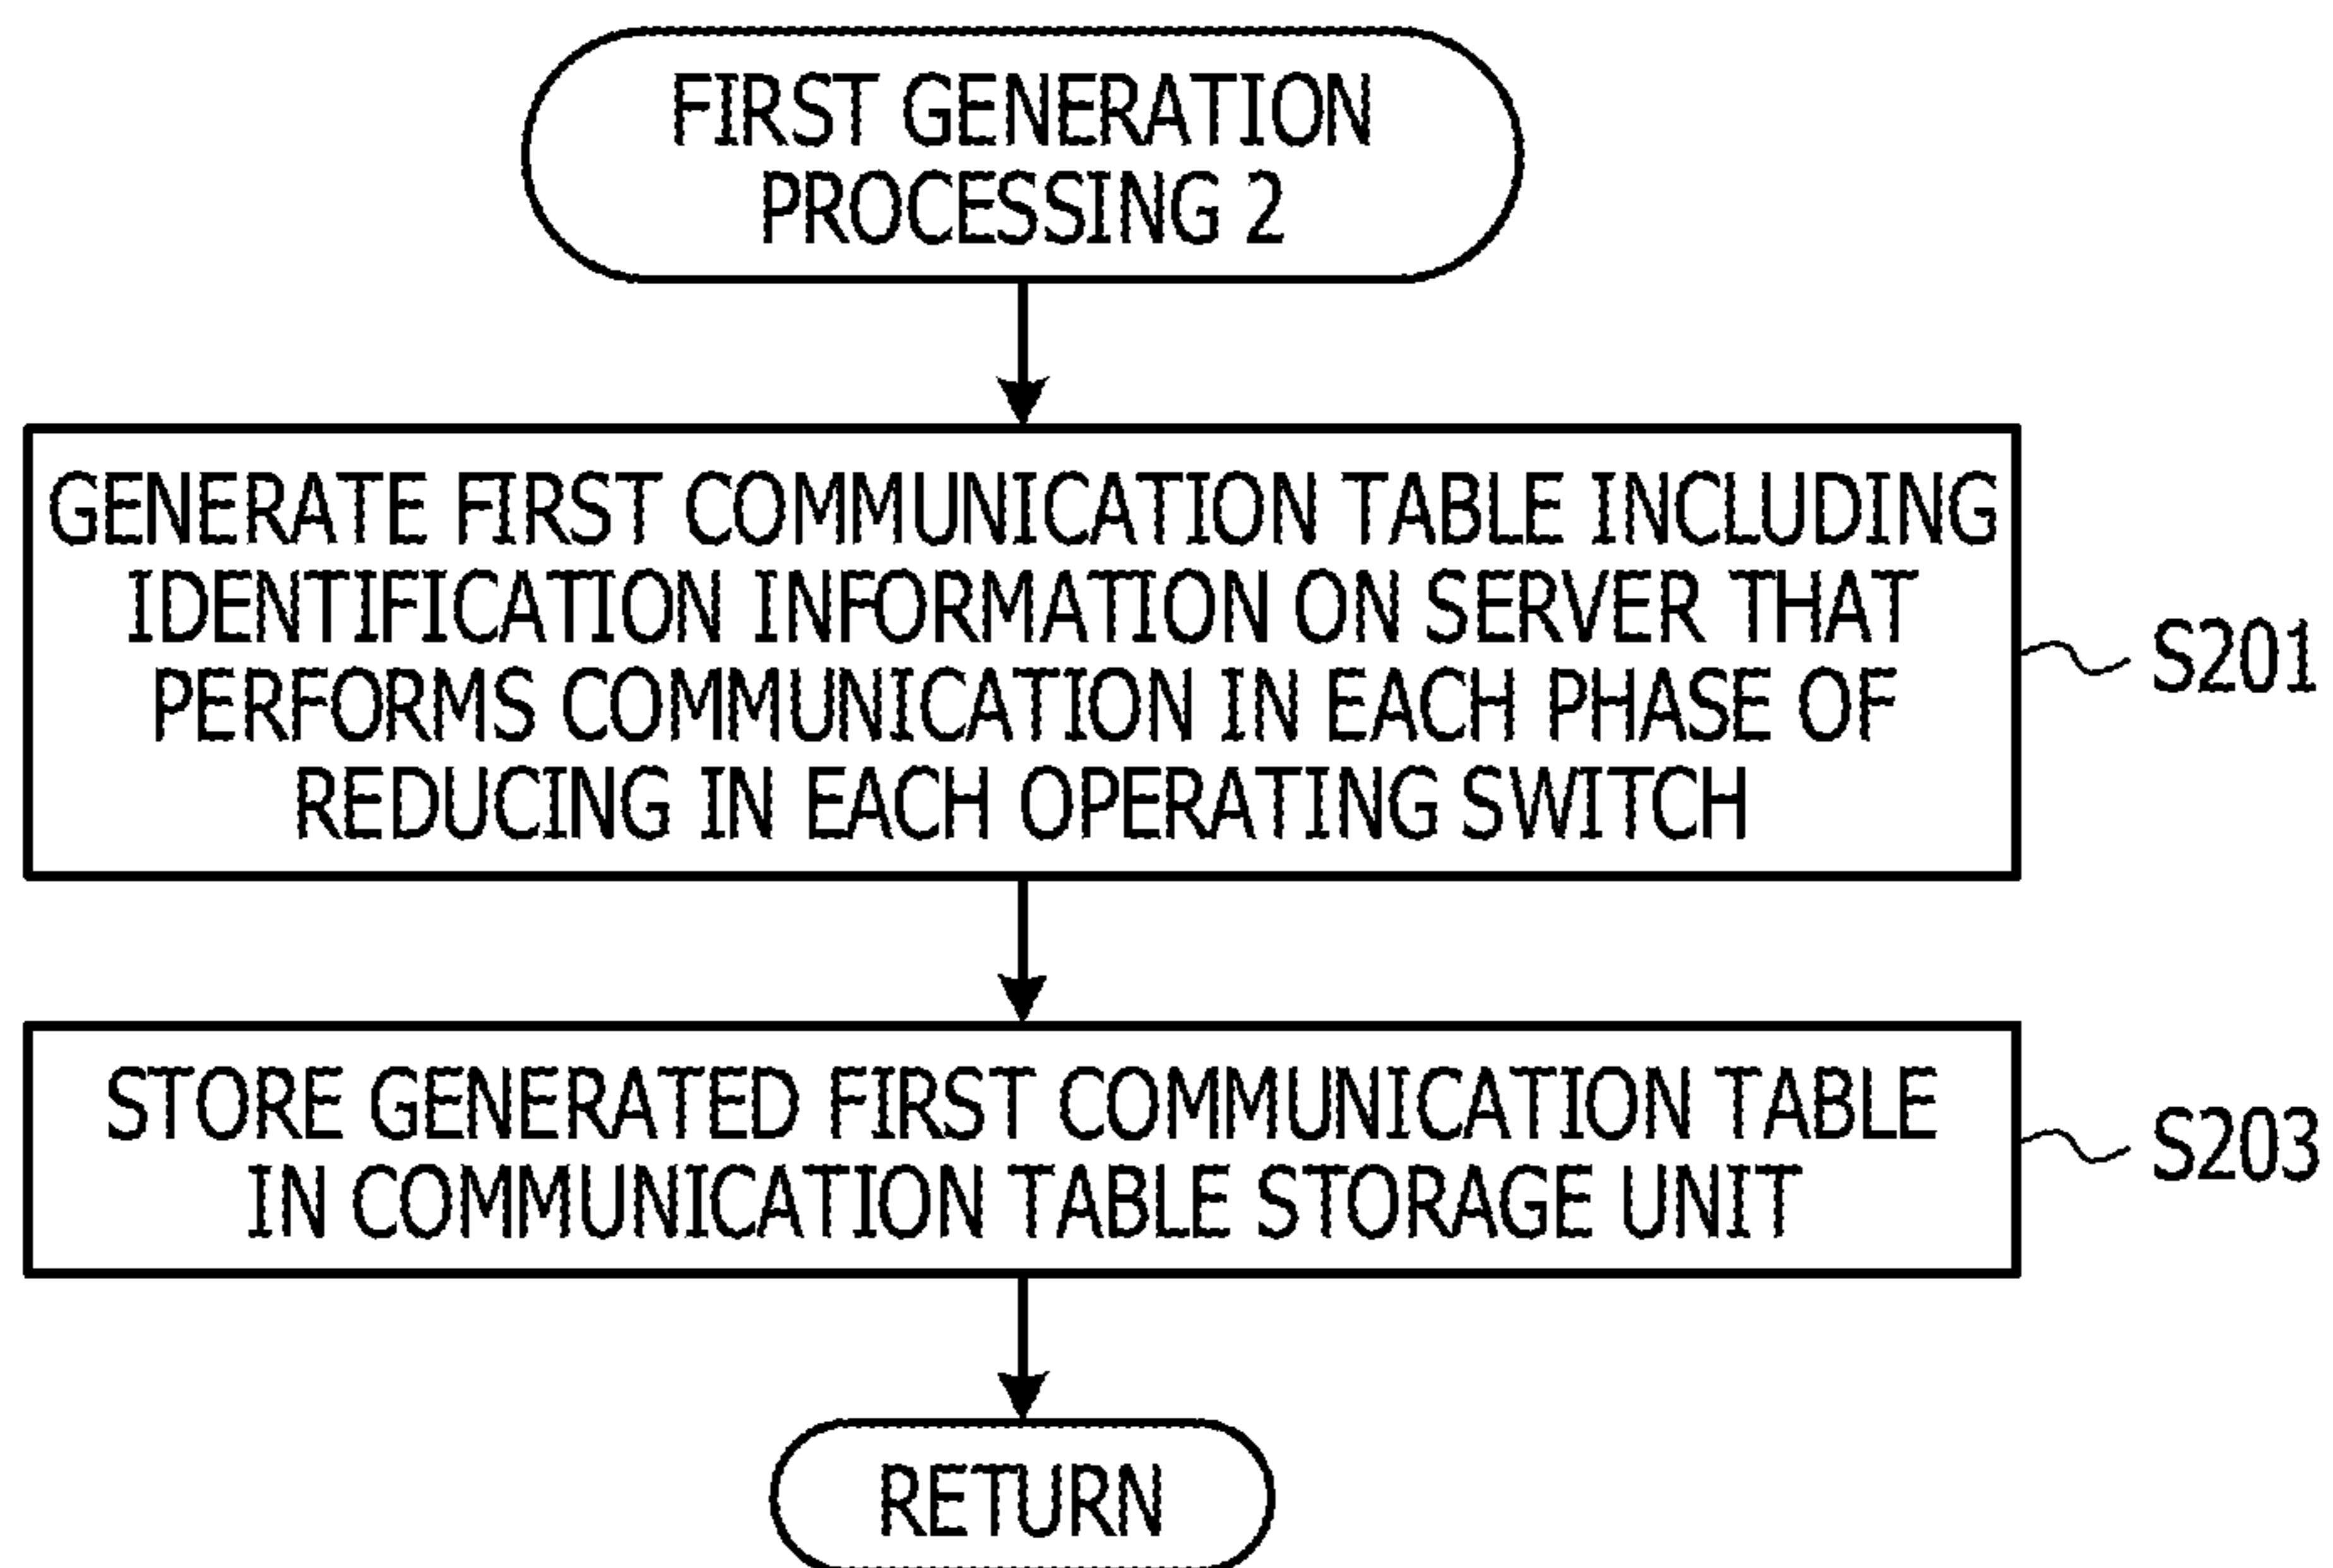 FIRST GENERATION
PROCESSING 2
GENERATE FIRST COMMUNICATION TABLE INCLUDING
IDENTIFICATION INFORMATION ON SERVER THAT
PERFORMS COMMUNICATION IN EACH PHASE OF
REDUCING IN EACH OPERATING SWITCH
S201
STORE GENERATED FIRST COMMUNICATION TABLE
IN COMMUNICATION TABLE STORAGE UNIT
S203
RETURN